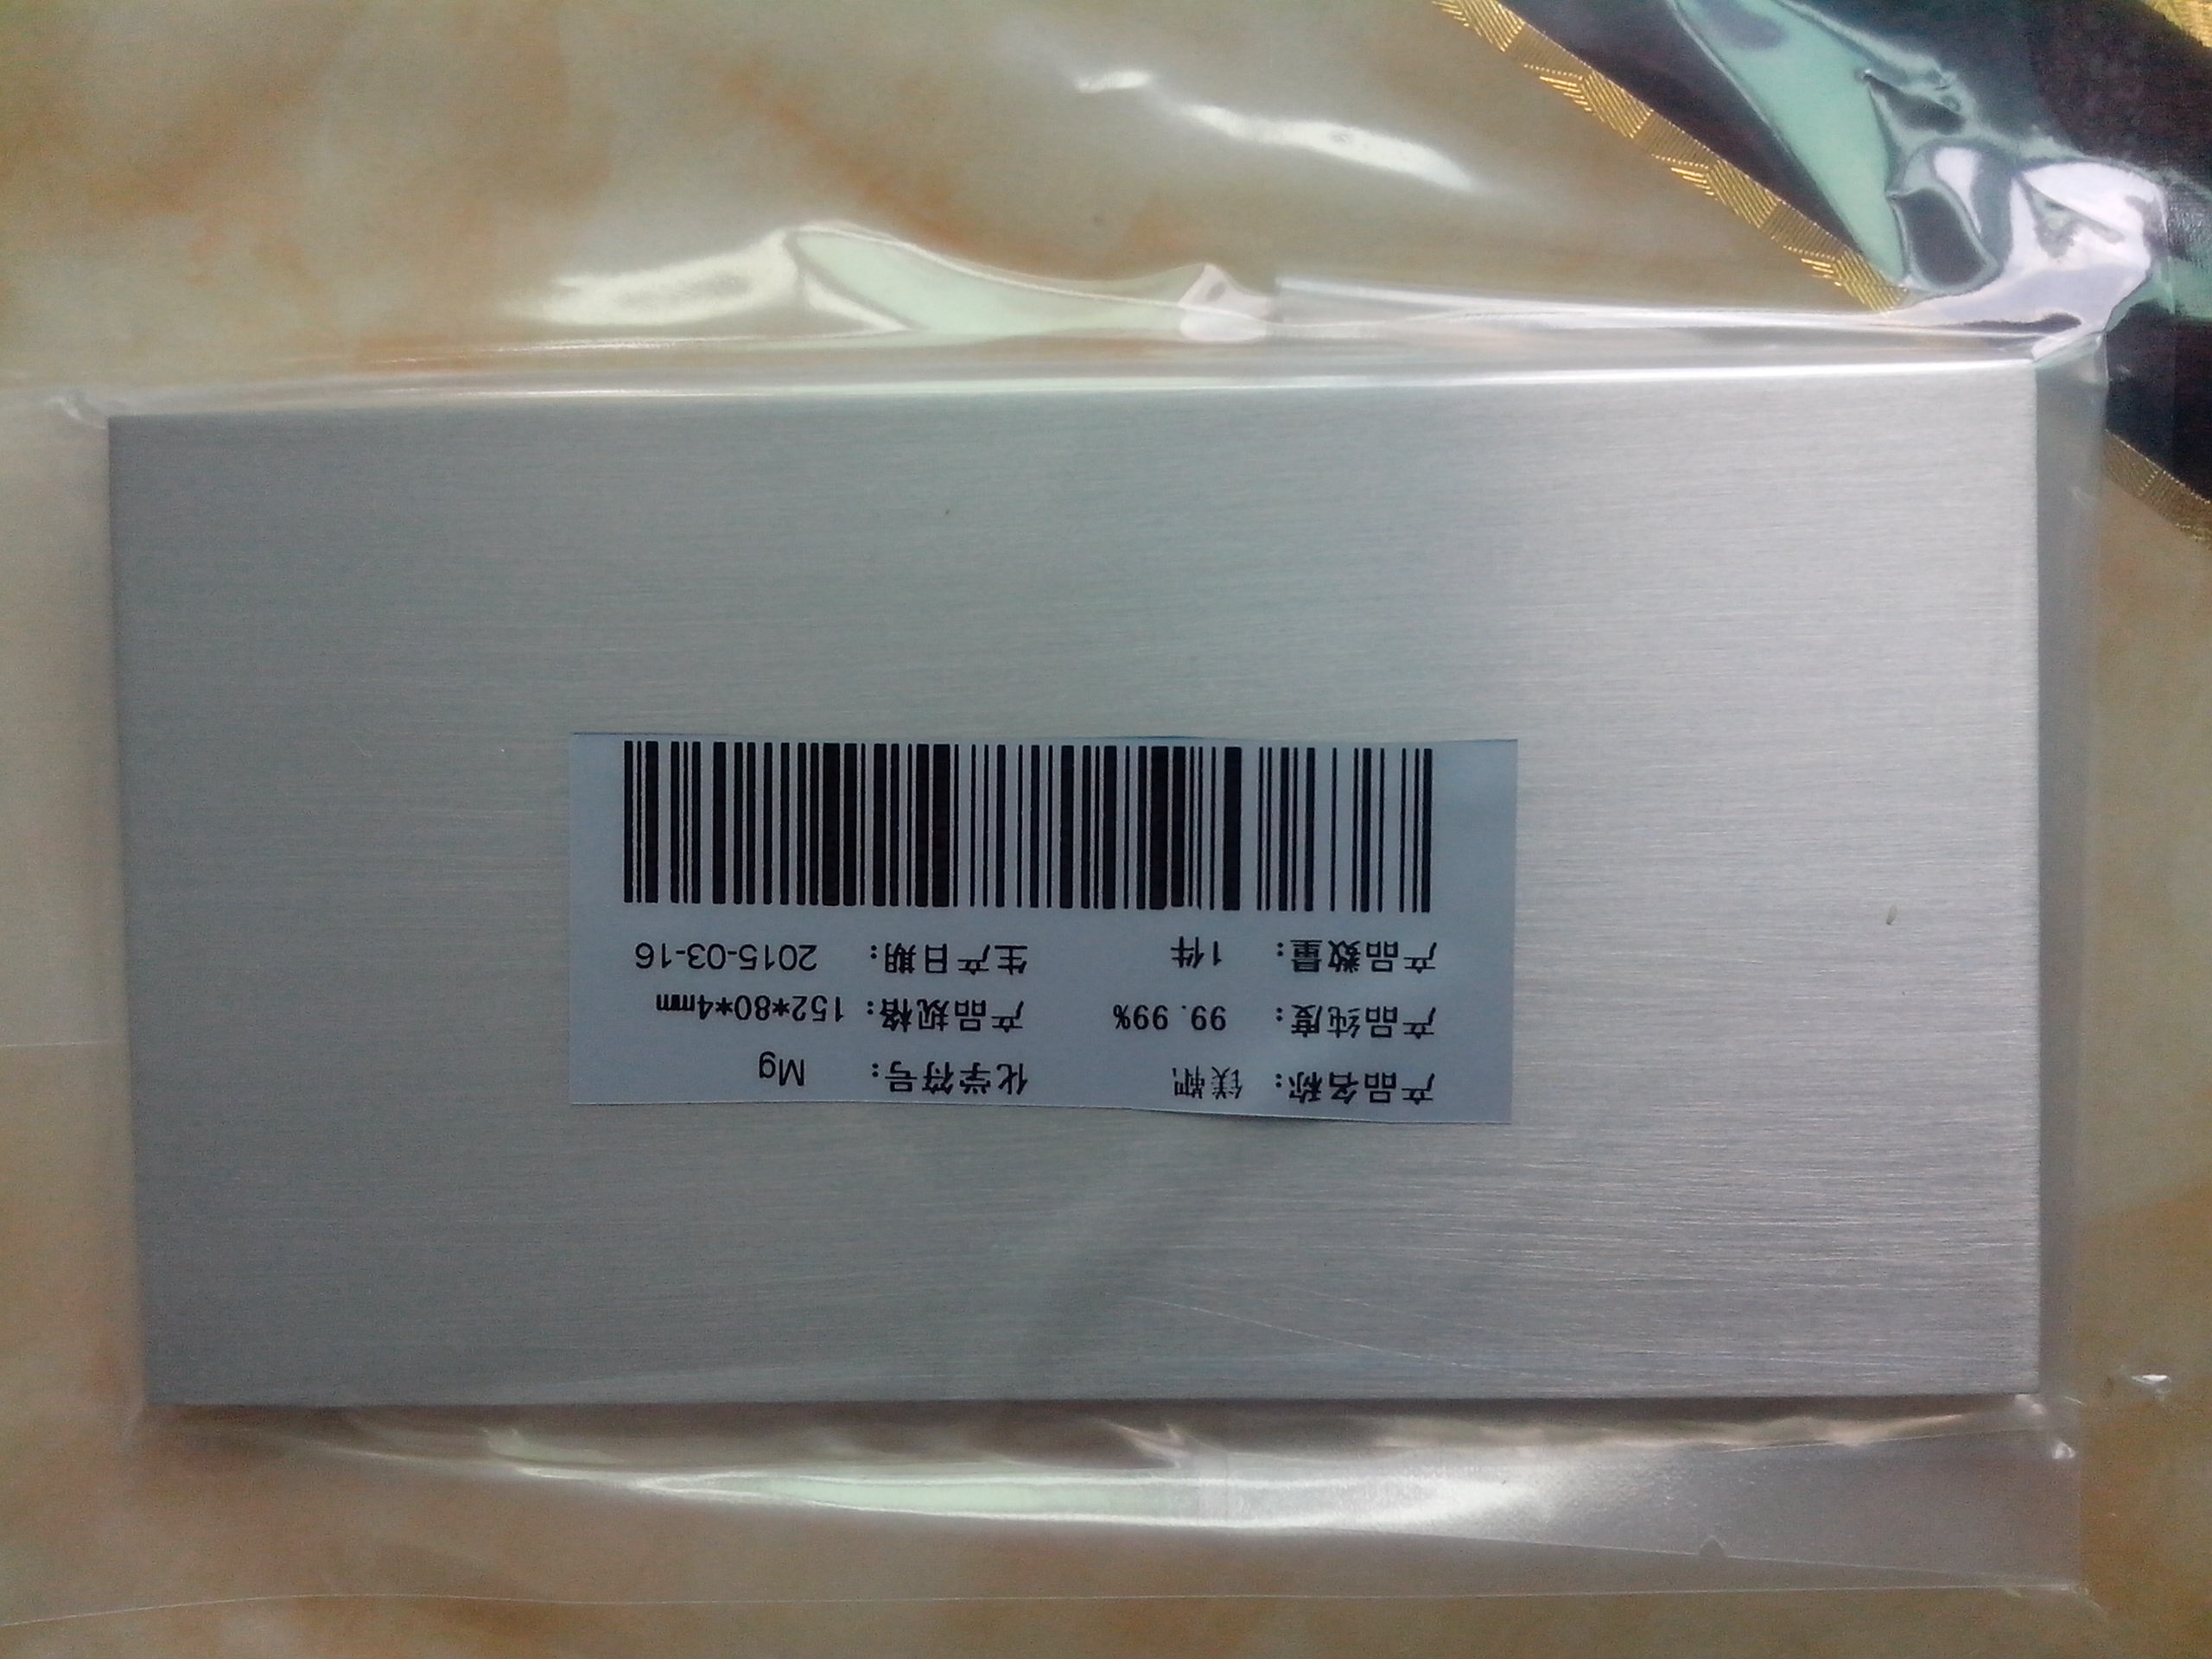 产品名称: 镁靶 化学符号: Mg
产品纯度: 99.99% 产品规格: 152*80*4mm
产品数量: 1件 生产日期: 2015-03-16